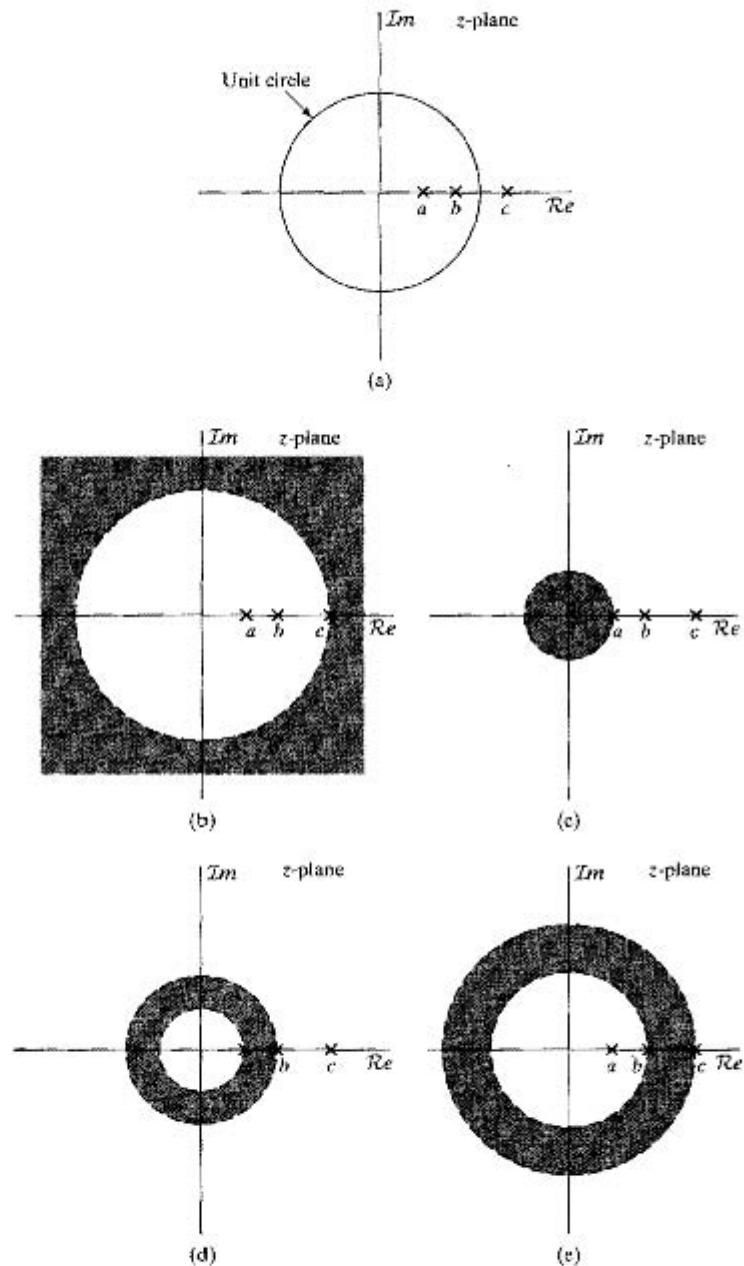 Im z-plane
Unit circle
a b c Re
(a)
Im z-plane
a b c Re
(b)
Im z-plane
a b c Re
(c)
Im z-plane
b c Re
(d)
Im z-plane
a b c Re
(e)